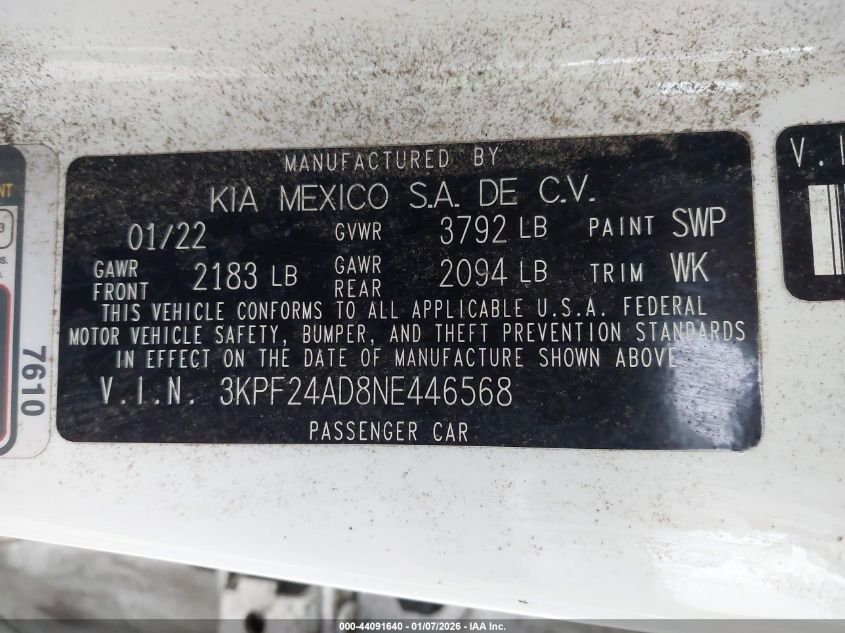 MANUFACTURED BY
KIA MEXICO S.A. DE C.V.
01/22 GVWR 3792 LB PAINT SWP
GAWR FRONT 2183 LB GAWR REAR 2094 LB TRIM WK
THIS VEHICLE CONFORMS TO ALL APPLICABLE U.S.A. FEDERAL
MOTOR VEHICLE SAFETY, BUMPER, AND THEFT PREVENTION STANDARDS
IN EFFECT ON THE DATE OF MANUFACTURE SHOWN ABOVE
V.I.N. 3KPF24AD8NE446568
PASSENGER CAR
7610
000-44091640 - 01/07/2026 - IAA, Inc.